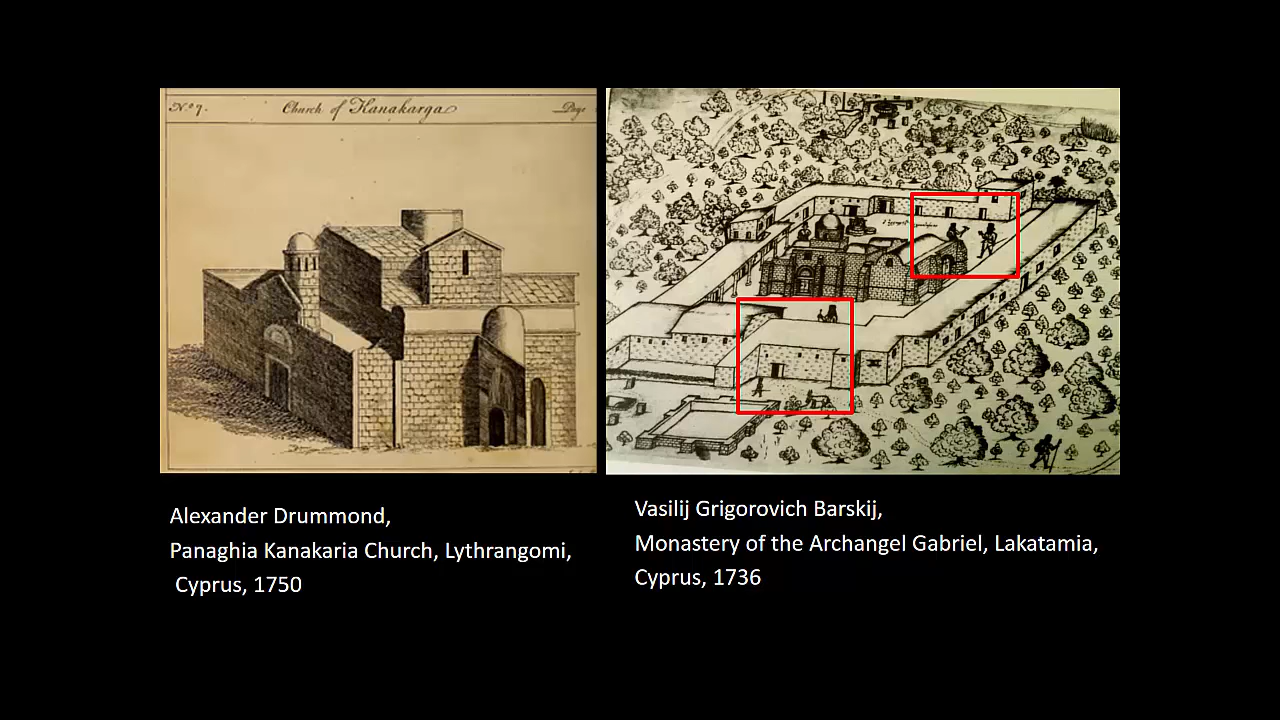 No. 7.
Church of Kanakarga
Page
Alexander Drummond,
Panaghia Kanakaria Church, Lythrangomi,
Cyprus, 1750
Vasilij Grigorovich Barskij,
Monastery of the Archangel Gabriel, Lakatamia,
Cyprus, 1736